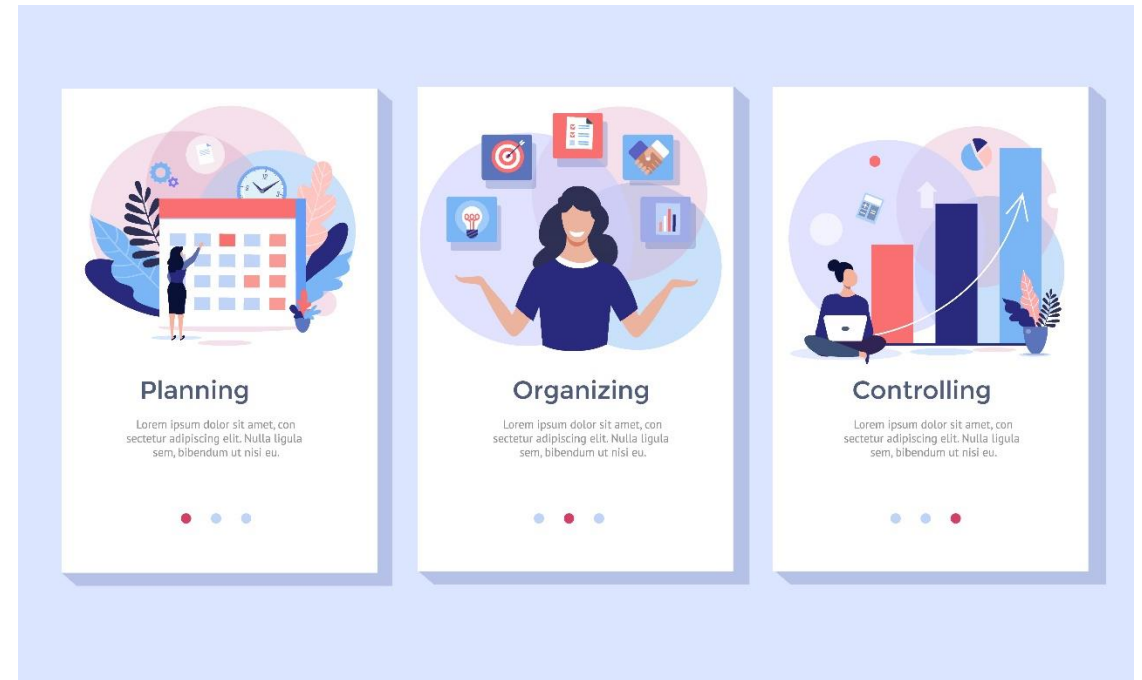 Planning
Lorem ipsum dolor sit amet, con
sectetur adipiscing elit. Nulla ligula
sem, bibendum ut nisi eu.
Organizing
Lorem ipsum dolor sit amet, con
sectetur adipiscing elit. Nulla ligula
sem, bibendum ut nisi eu.
Controlling
Lorem ipsum dolor sit amet, con
sectetur adipiscing elit. Nulla ligula
sem, bibendum ut nisi eu.